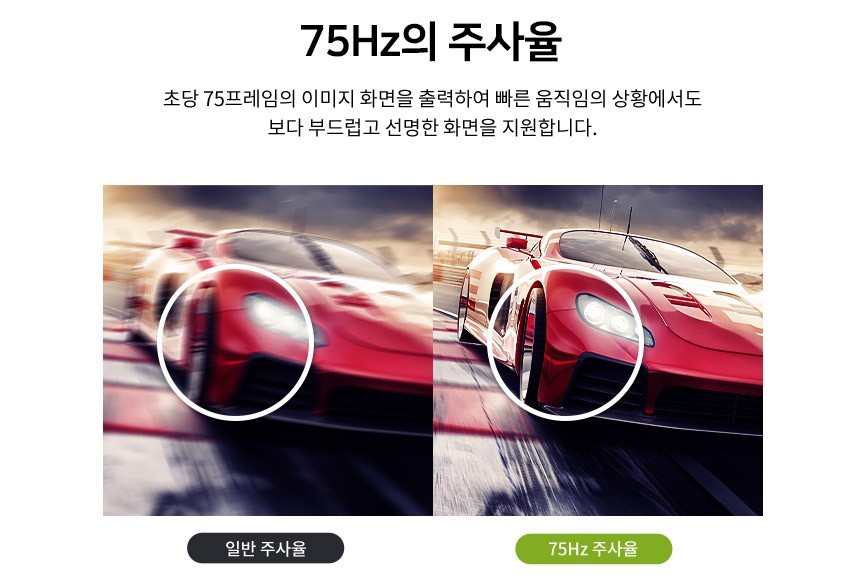 75Hz의 주사율
초당 75프레임의 이미지 화면을 출력하여 빠른 움직임의 상황에서도
보다 부드럽고 선명한 화면을 지원합니다.
일반 주사율
75Hz 주사율